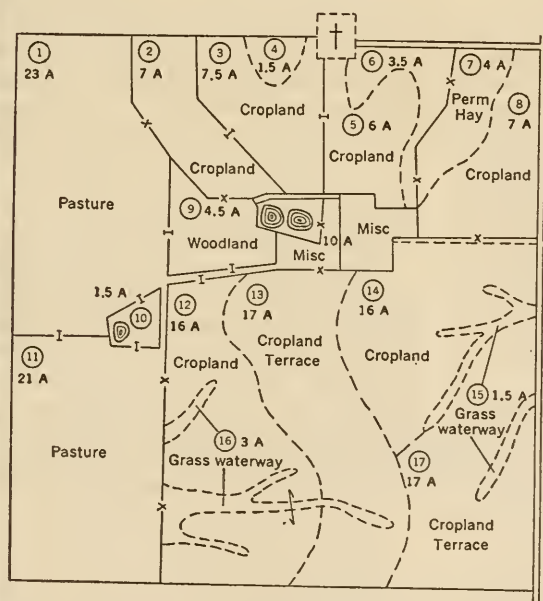 1
23 A
2
7 A
3
7.5 A
4
1.5 A
6 3.5 A
7 4 A
8
7 A
Perm
Hay
Cropland
5 6 A
Cropland
Cropland
Cropland
Pasture
9 4.5 A
Woodland
10 A
Misc
Misc
1.5 A
10
11
21 A
12
16 A
13
17 A
14
16 A
Cropland
Cropland
Terrace
Cropland
15 1.5 A
Grass
waterway
Pasture
16 3 A
Grass waterway
17
17 A
Cropland
Terrace